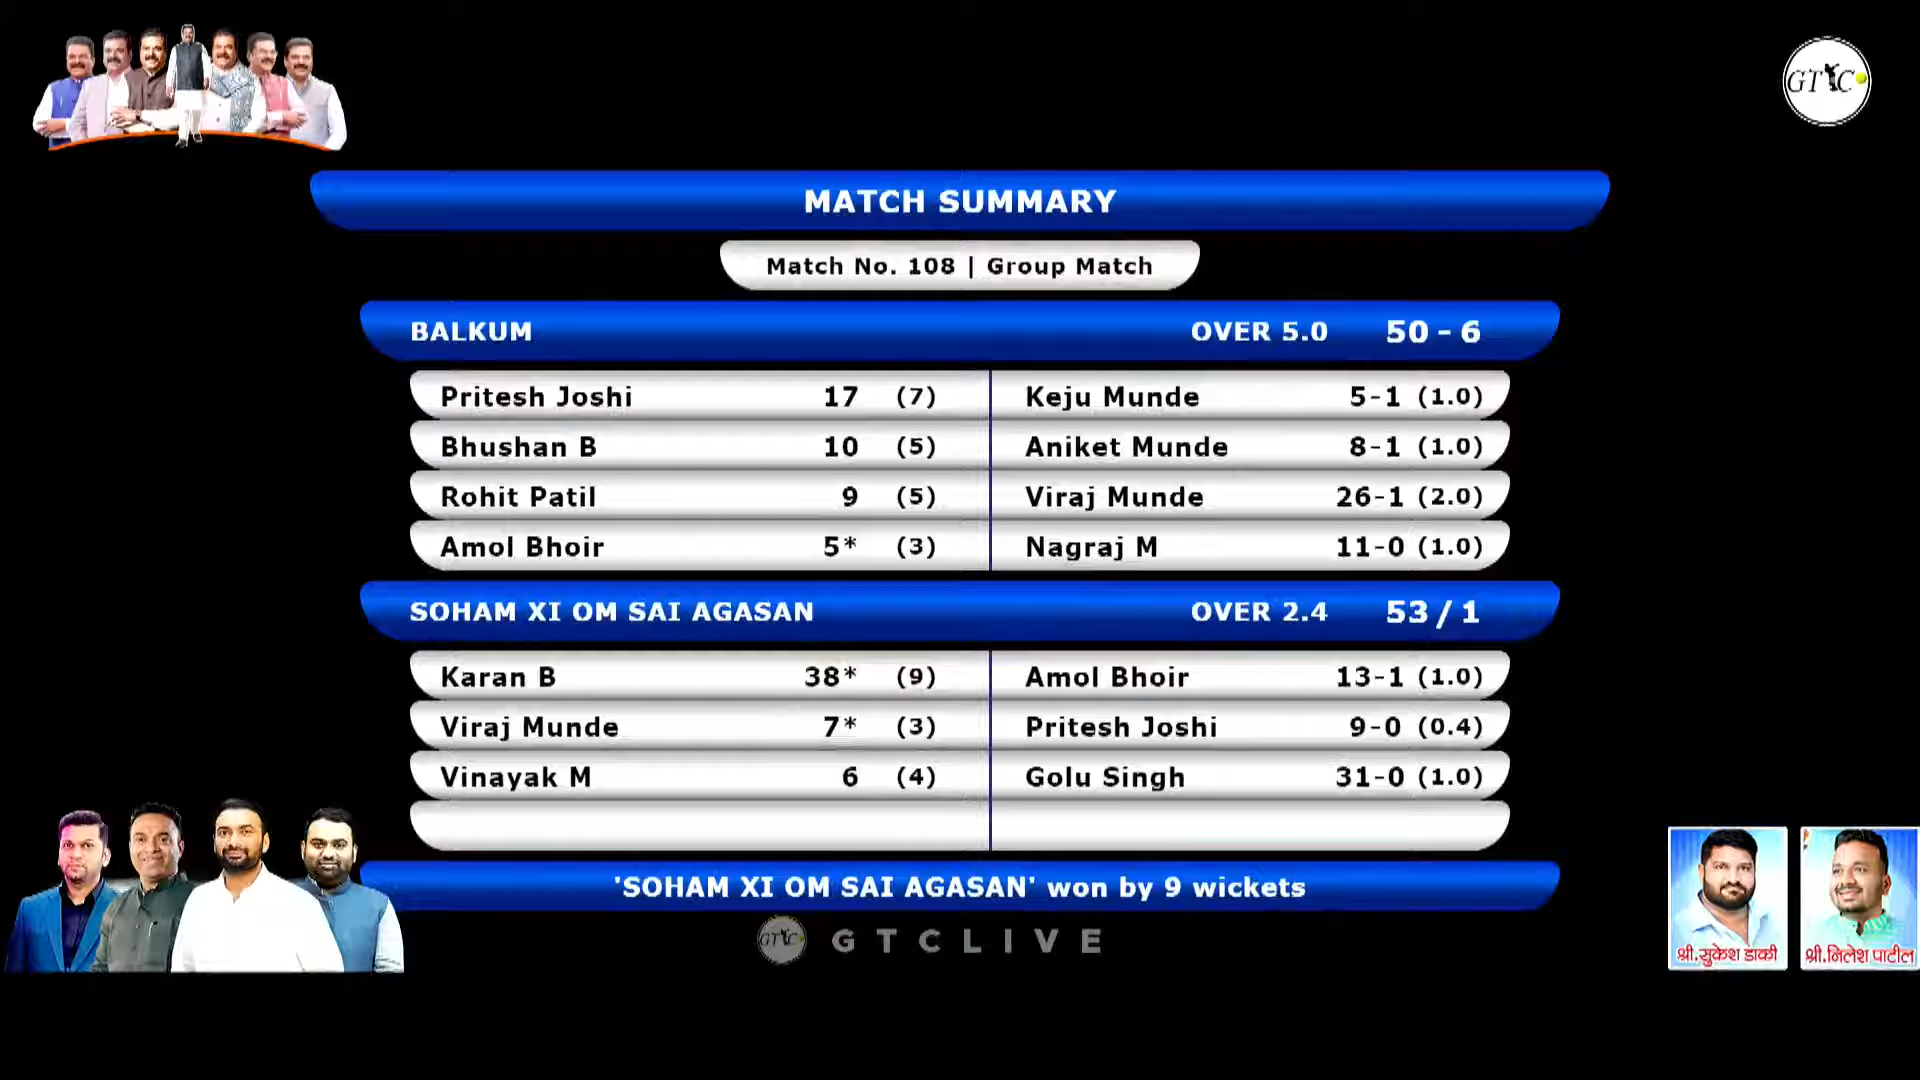 GTC
MATCH SUMMARY
Match No. 108 | Group Match
BALKUM OVER 5.0 50 - 6
Pritesh Joshi 17 (7) Keju Munde 5-1 (1.0)
Bhushan B 10 (5) Aniket Munde 8-1 (1.0)
Rohit Patil 9 (5) Viraj Munde 26-1 (2.0)
Amol Bhoir 5* (3) Nagraj M 11-0 (1.0)
SOHAM XI OM SAI AGASAN OVER 2.4 53 / 1
Karan B 38* (9) Amol Bhoir 13-1 (1.0)
Viraj Munde 7* (3) Pritesh Joshi 9-0 (0.4)
Vinayak M 6 (4) Golu Singh 31-0 (1.0)
'SOHAM XI OM SAI AGASAN' won by 9 wickets
GTC GTCLIVE
श्री.सुकेश डाकी श्री.निलेश पाटील